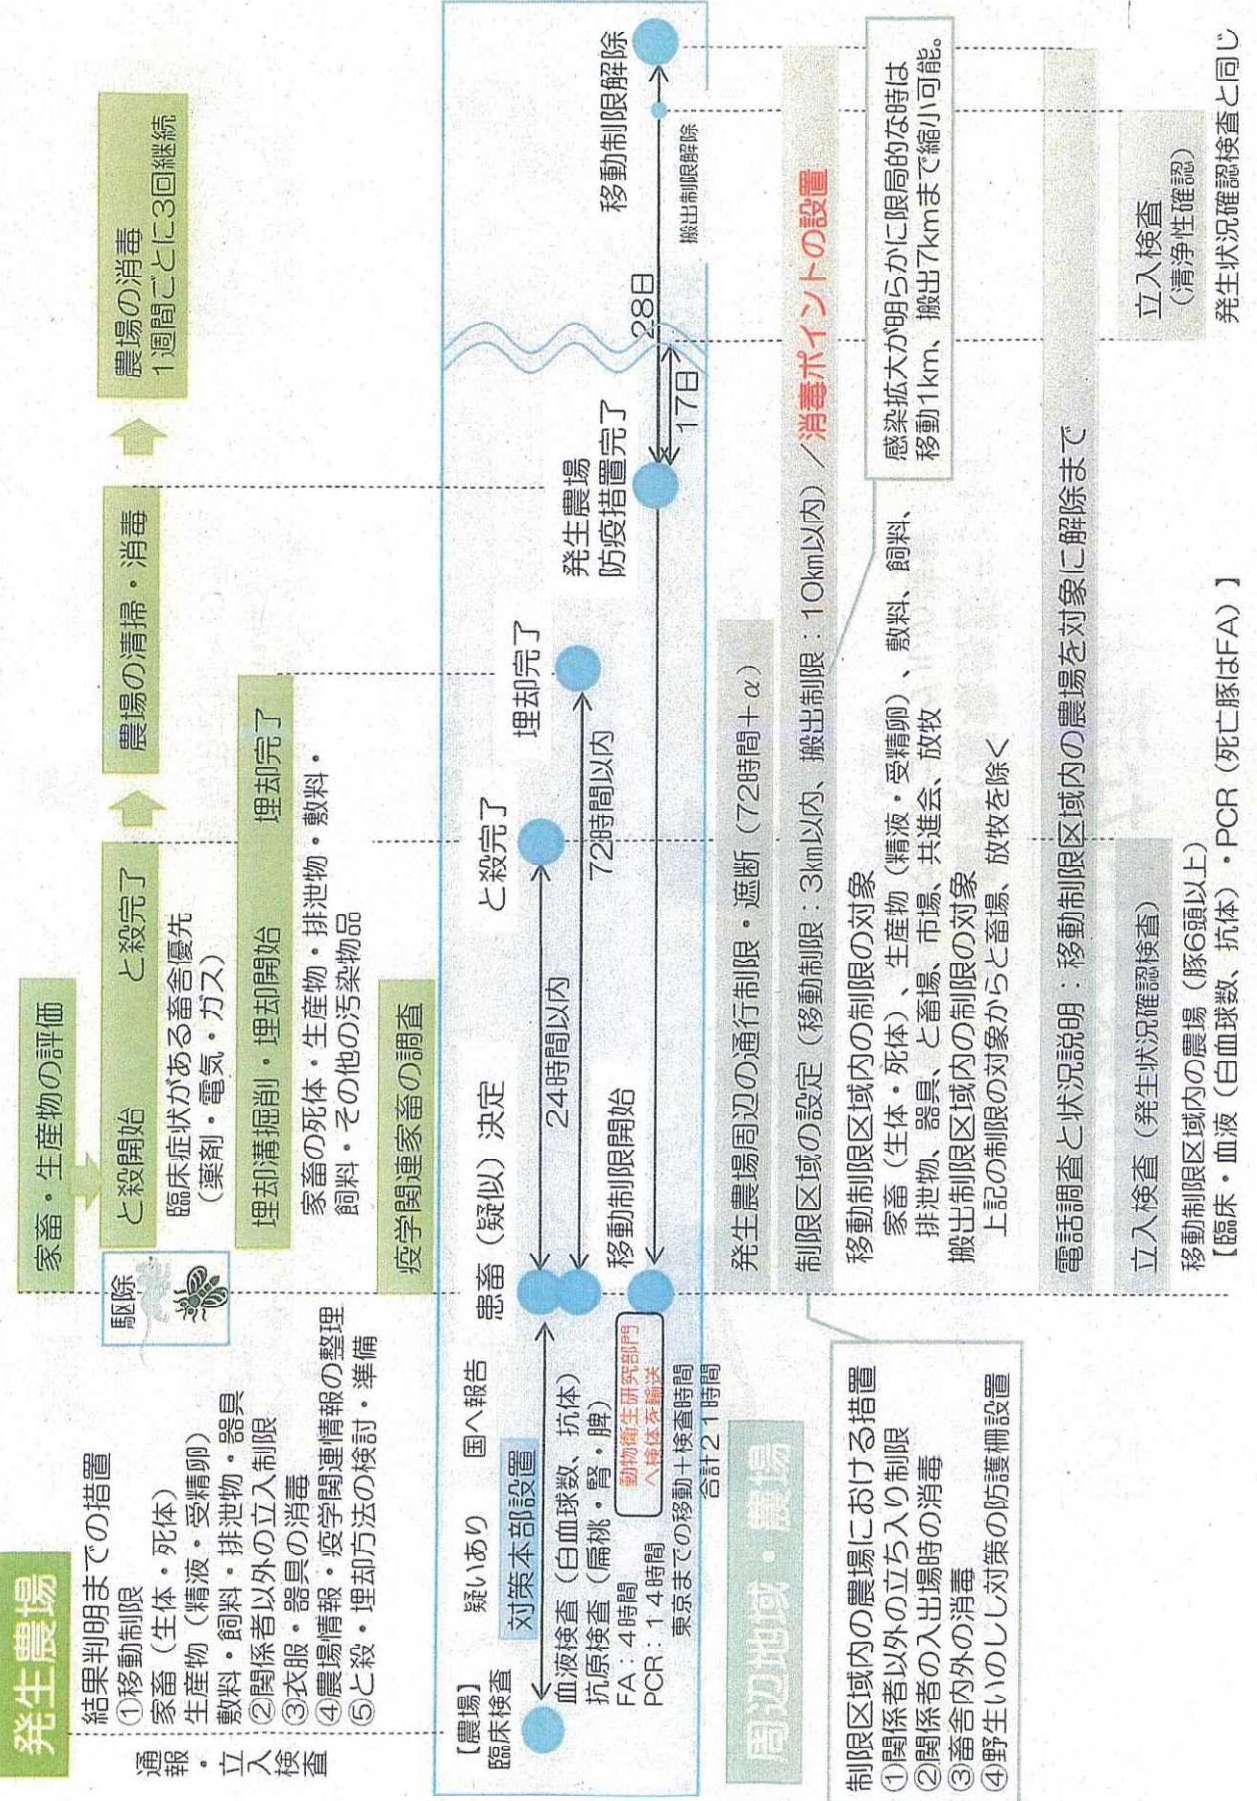 発生農場
通報・立入検査
結果判明までの措置
①移動制限
家畜（生体・死体）
生産物（精液・受精卵）
敷料・飼料・排泄物・器具
②関係者以外の立入制限
③衣服・器具の消毒
④農場情報・疫学関連情報の整理
⑤と殺・埋却方法の検討・準備
駆除
家畜・生産物の評価
と殺開始　と殺完了
臨床症状がある畜舎優先
（薬剤・電気・ガス）
農場の清掃・消毒
農場の消毒
1週間ごとに3回継続
埋却溝掘削・埋却開始　埋却完了
家畜の死体・生産物・排泄物・敷料・
飼料・その他の汚染物品
疫学関連家畜の調査
【農場】
臨床検査
疑いあり　国へ報告
対策本部設置
血液検査（白血球数、抗体）
抗原検査（扁桃・腎・脾）
FA：4時間
PCR：14時間
動物衛生研究部門
へ検体を輸送
東京までの移動＋検査時間
合計21時間
患畜（疑似）決定
24時間以内
と殺完了
72時間以内
埋却完了
移動制限開始
発生農場
防疫措置完了
17日
28日
搬出制限解除
移動制限解除
周辺地域・農場
制限区域内の農場における措置
①関係者以外の立ち入り制限
②関係者の入出場時の消毒
③畜舎内外の消毒
④野生いのしし対策の防護柵設置
発生農場周辺の通行制限・遮断（72時間＋α）
制限区域の設定（移動制限：3km以内、搬出制限：10km以内）／消毒ポイントの設置
移動制限区域内の制限の対象
家畜（生体・死体）、生産物（精液・受精卵）、敷料、飼料、
排泄物、器具、と畜場、市場、共進会、放牧
搬出制限区域内の制限の対象
上記の制限の対象からと畜場、放牧を除く
感染拡大が明らかに限局的な時は
移動1km、搬出7kmまで縮小可能。
電話調査と状況説明：移動制限区域内の農場を対象に解除まで
立入検査（発生状況確認検査）
移動制限区域内の農場（豚6頭以上）
【臨床・血液（白血球数、抗体）・PCR（死亡豚はFA）】
立入検査
（清浄性確認）
発生状況確認検査と同じ